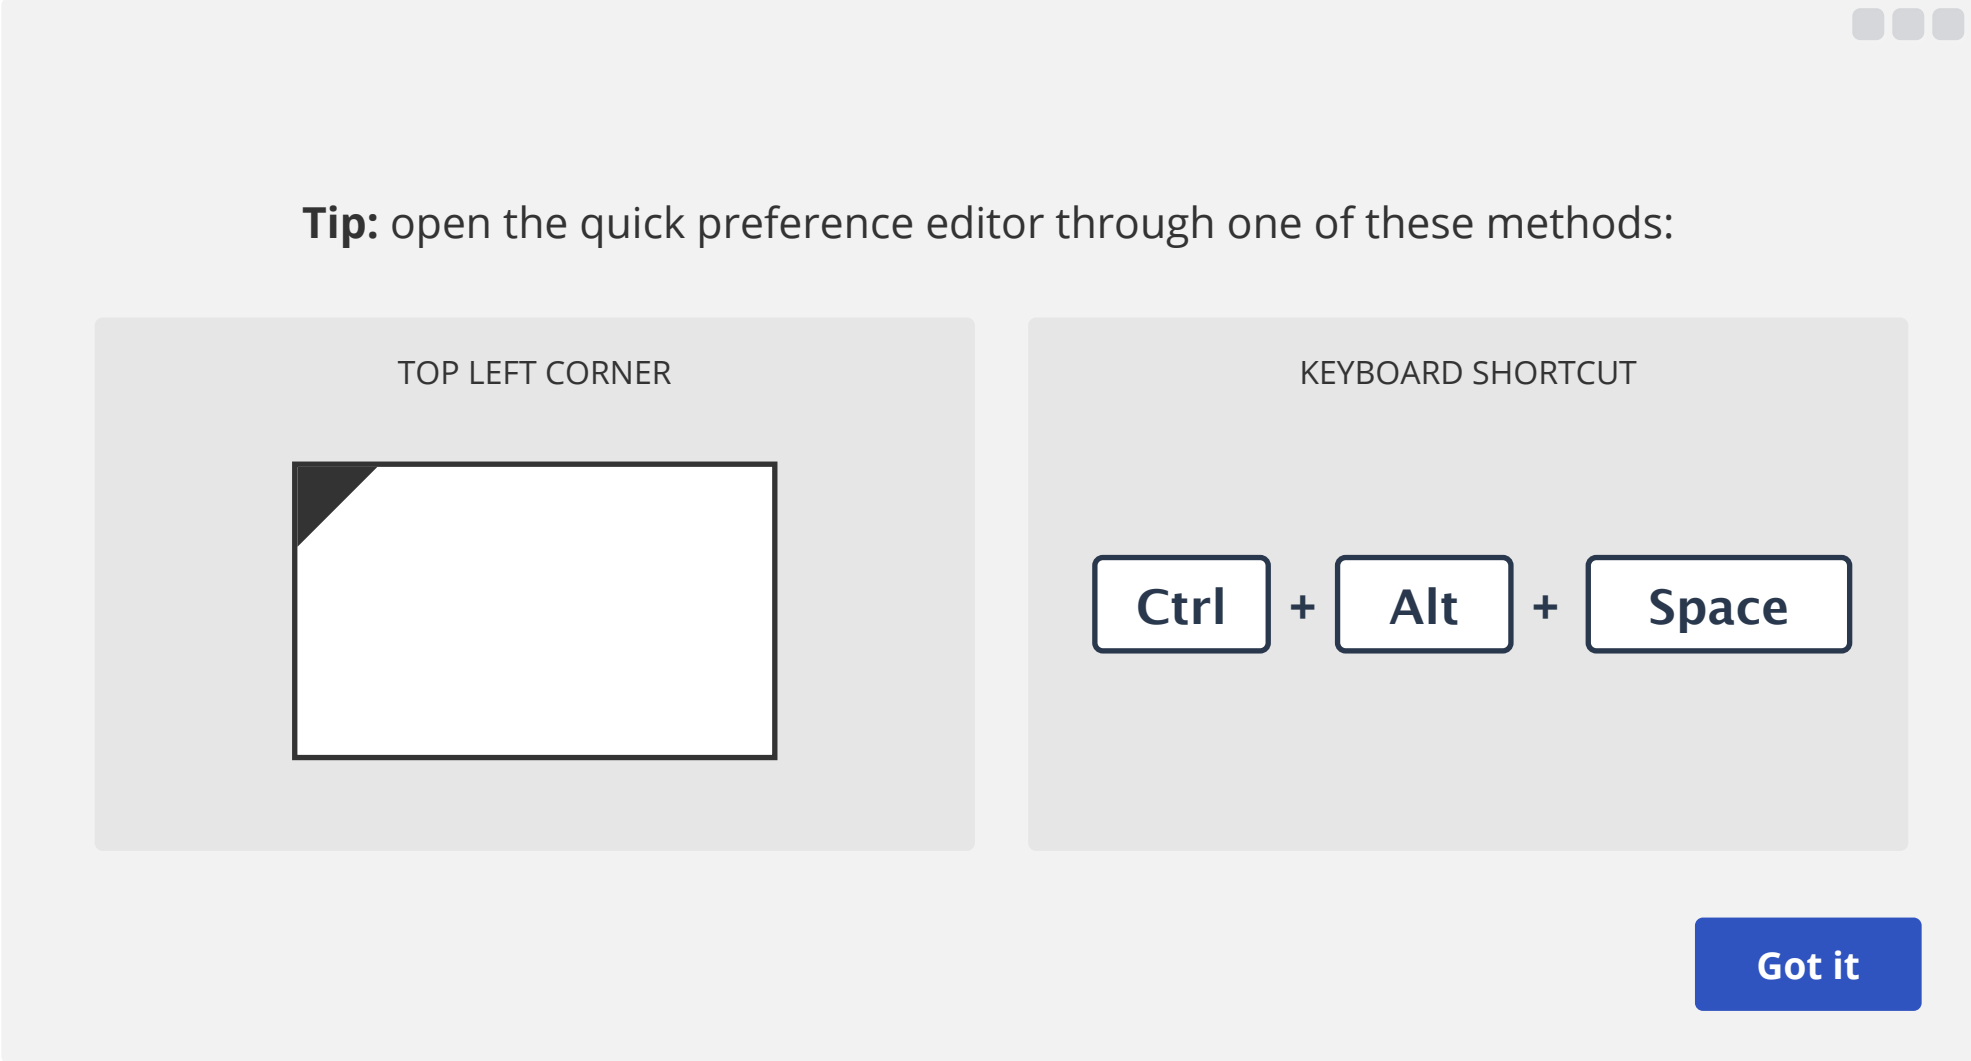 Tip: open the quick preference editor through one of these methods:
TOP LEFT CORNER
KEYBOARD SHORTCUT
Ctrl + Alt + Space
Got it